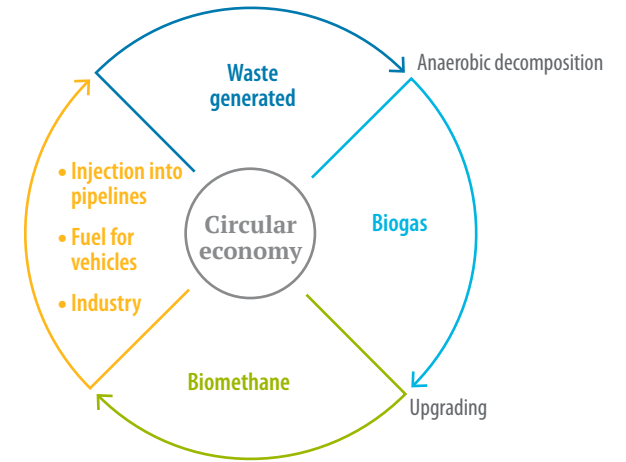 Waste
generated
Anaerobic decomposition
• Injection into
pipelines
• Fuel for
vehicles
• Industry
Circular
economy
Biogas
Biomethane
Upgrading